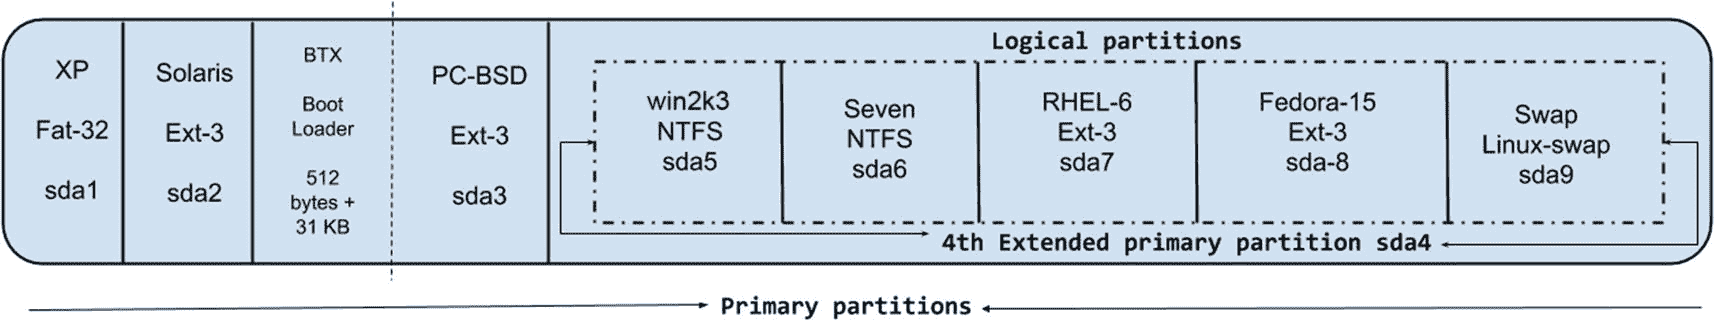 XP
Fat-32
sda1
Solaris
Ext-3
sda2
BTX
Boot
Loader
512
bytes +
31 KB
PC-BSD
Ext-3
sda3
Logical partitions
win2k3
NTFS
sda5
Seven
NTFS
sda6
RHEL-6
Ext-3
sda7
Fedora-15
Ext-3
sda-8
Swap
Linux-swap
sda9
4th Extended primary partition sda4
Primary partitions